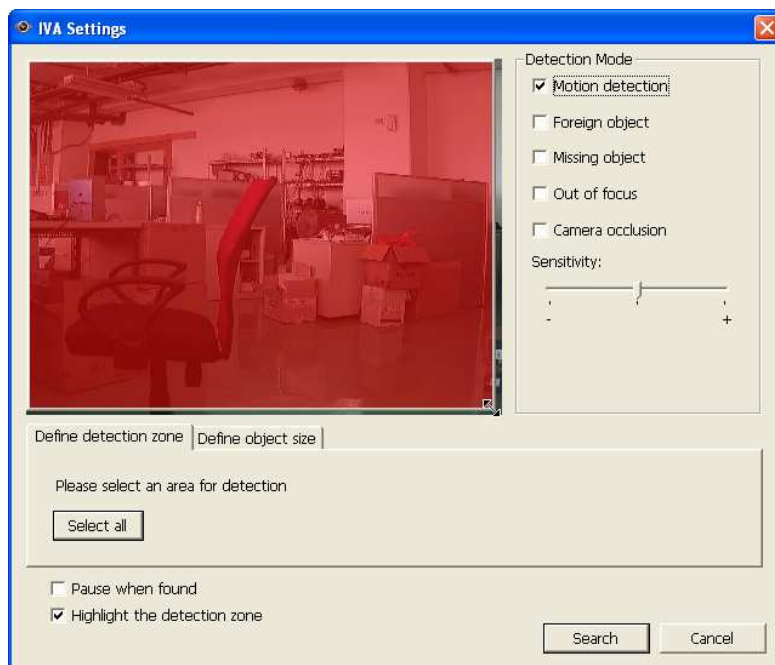 IVA Settings
Detection Mode
Motion detection
Foreign object
Missing object
Out of focus
Camera occlusion
Sensitivity:
- +
Define detection zone
Define object size
Please select an area for detection
Select all
Pause when found
Highlight the detection zone
Search
Cancel